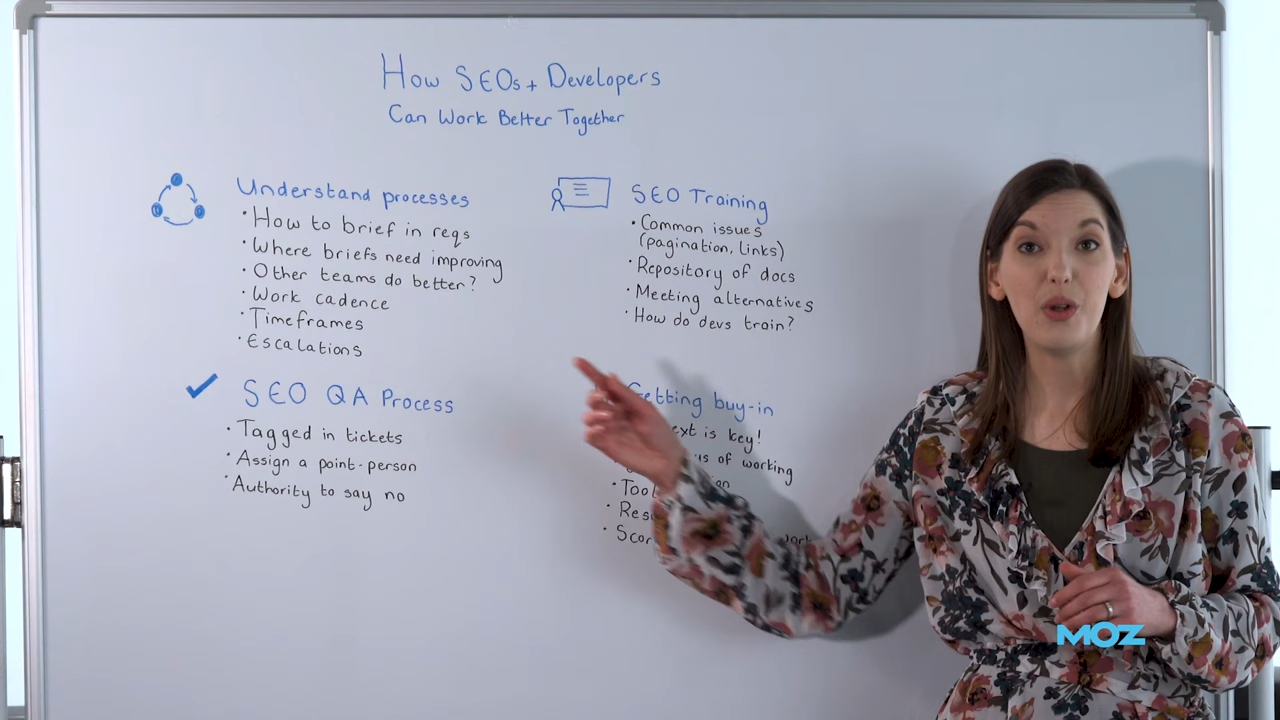 How SEOs + Developers
Can Work Better Together
Understand processes
· How to brief in reqs
· Where briefs need improving
· Other teams do better?
· Work cadence
· Timeframes
· Escalations
SEO Training
· Common issues
(pagination, links)
· Repository of docs
· Meeting alternatives
· How do devs train?
SEO QA Process
· Tagged in tickets
· Assign a point-person
· Authority to say no
Getting buy-in
is key!
of working
MOZ